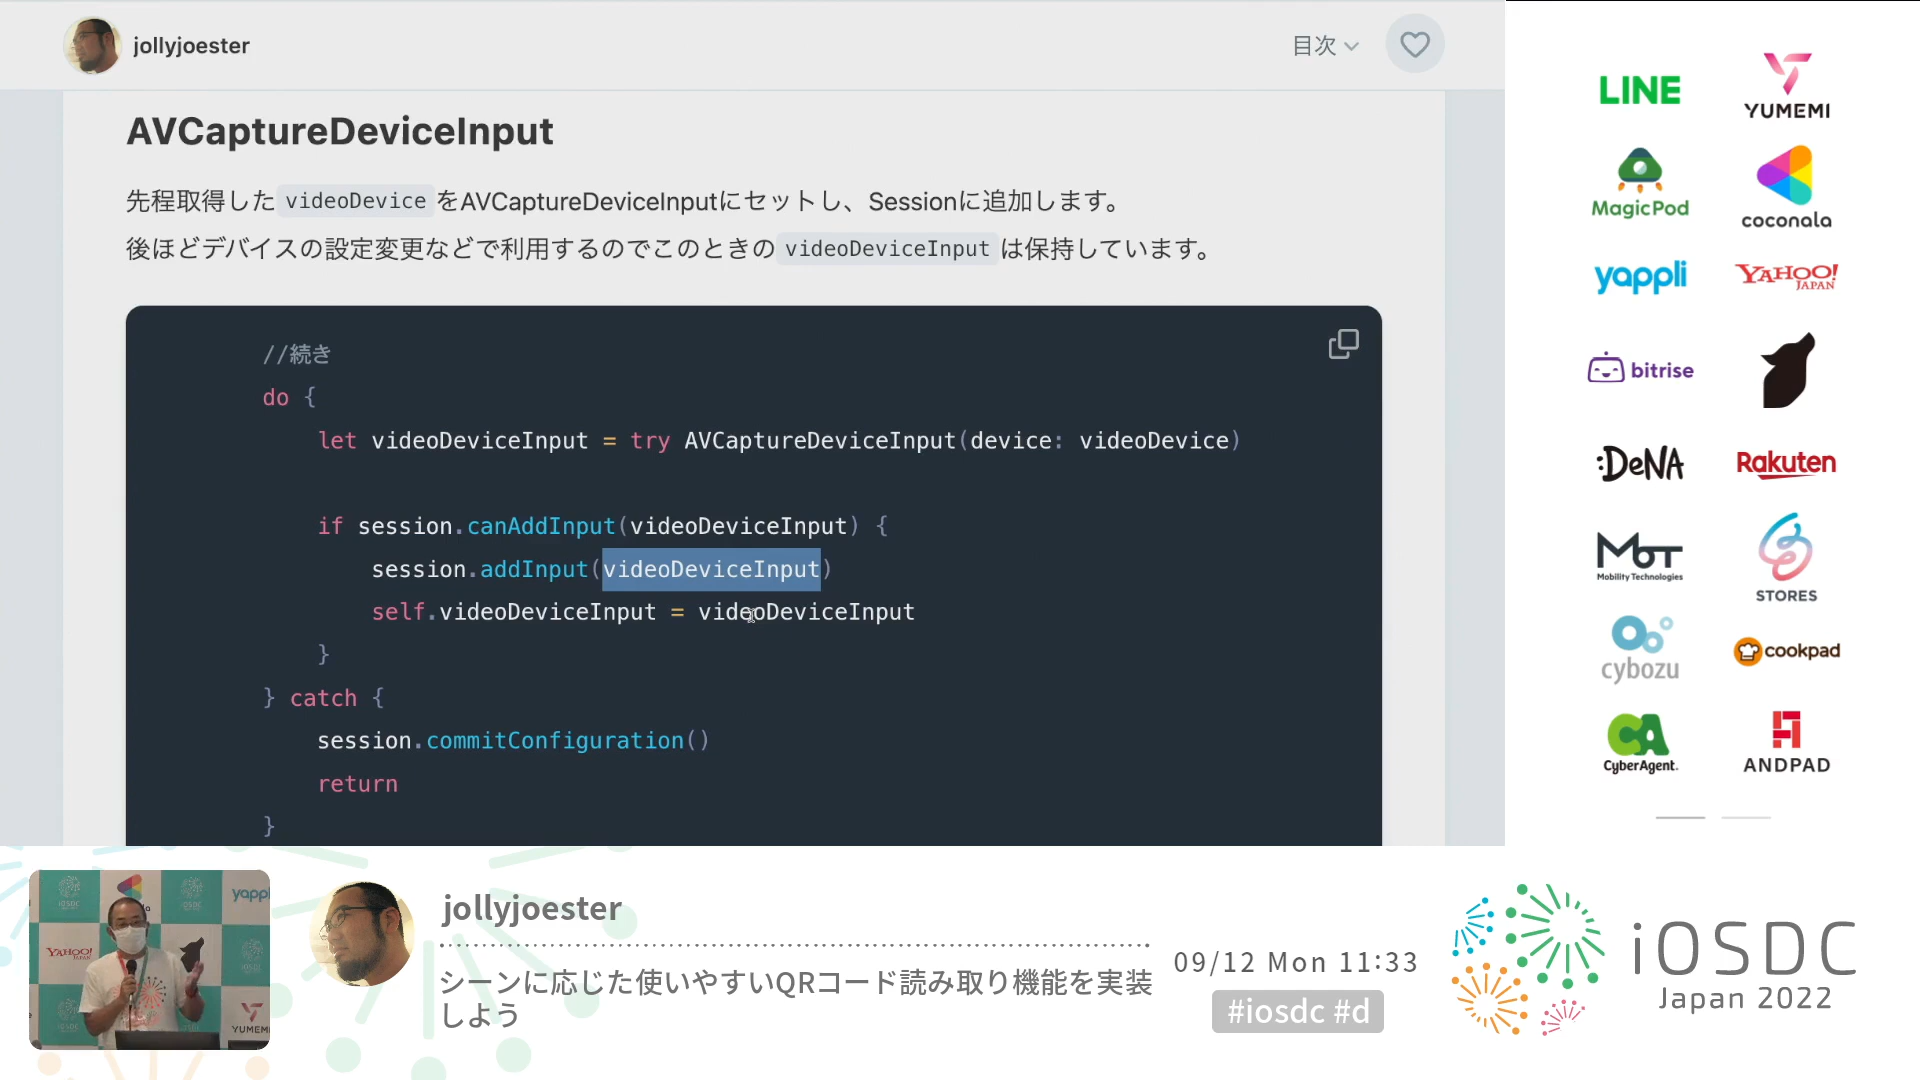 jollyjoester
目次
AVCaptureDeviceInput
先程取得した videoDevice をAVCaptureDeviceInputにセットし、Sessionに追加します。
後ほどデバイスの設定変更などで利用するのでこのときの videoDeviceInput は保持しています。
//続き
do {
let videoDeviceInput = try AVCaptureDeviceInput(device: videoDevice)
if session.canAddInput(videoDeviceInput) {
session.addInput(videoDeviceInput)
self.videoDeviceInput = videoDeviceInput
}
} catch {
session.commitConfiguration()
return
}
LINE
YUMEMI
MagicPod
coconala
yappli
YAHOO!
JAPAN
bitrise
:DeNA
Rakuten
MoT
Mobility Technologies
STORES
cybozu
cookpad
CA
CyberAgent.
ANDPAD
yappli
YAHOO!
YUMEMI
jollyjoester
シーンに応じた使いやすいQRコード読み取り機能を実装
しよう
09/12 Mon 11:33
#iosdc #d
iOSDC
Japan 2022